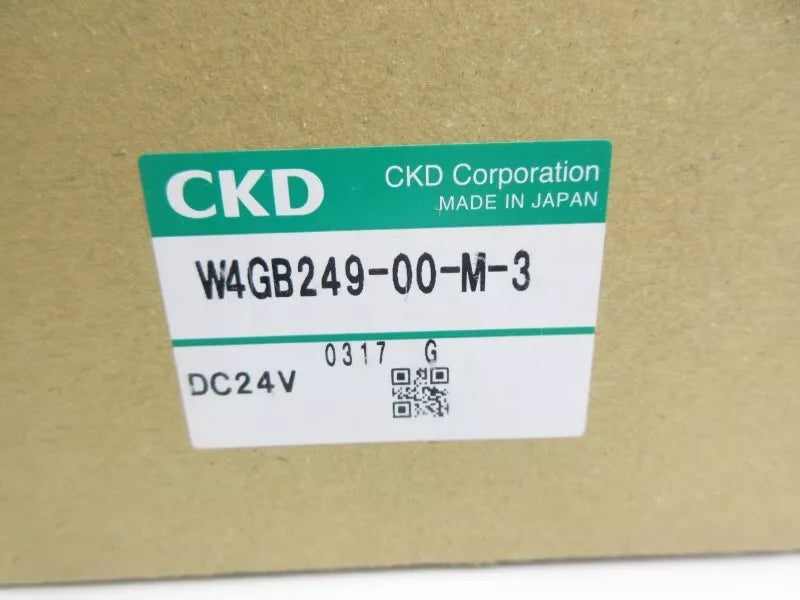 CKD
CKD Corporation
MADE IN JAPAN
W4GB249-00-M-3
0317 G
DC24V